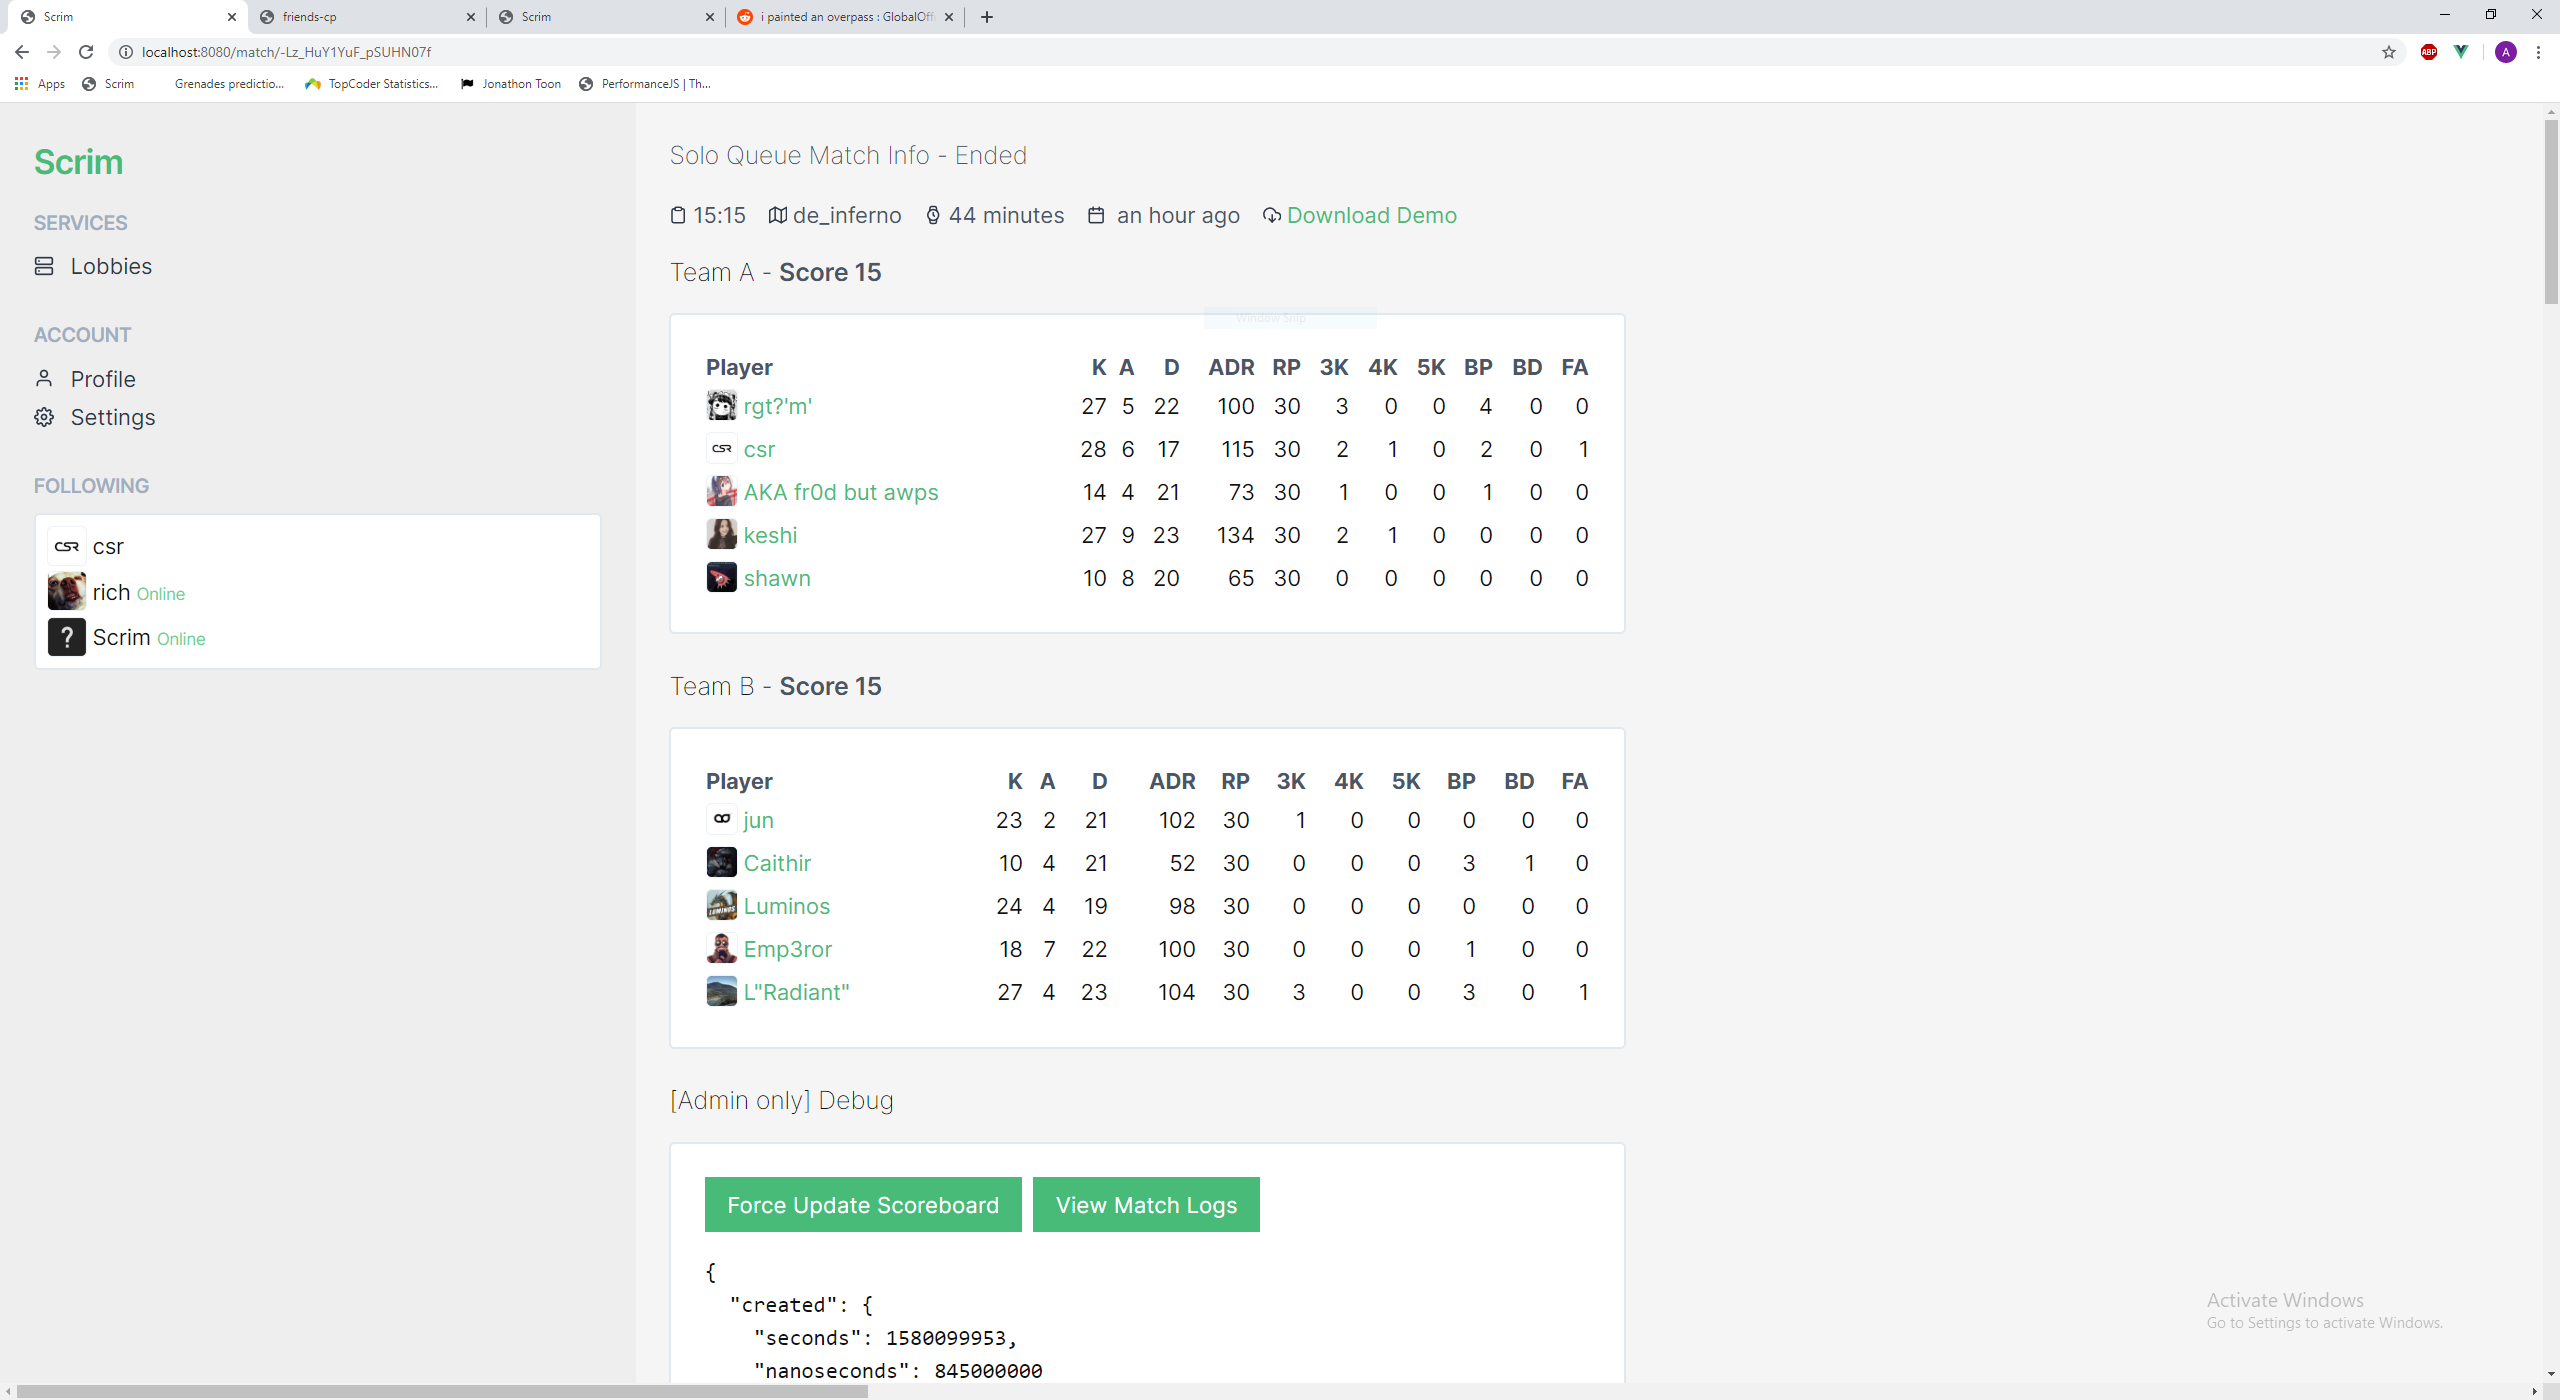 Scrim
friends-cp
Scrim
i painted an overpass : GlobalOff
localhost:8080/match/-Lz_HuY1YuF_pSUHN07f
ABP
A
Apps
Scrim
Grenades predictio...
TopCoder Statistics...
Jonathon Toon
PerformanceJS | Th...
Scrim
SERVICES
Lobbies
ACCOUNT
Profile
Settings
FOLLOWING
CSR csr
rich Online
? Scrim Online
Solo Queue Match Info - Ended
15:15 de_inferno 44 minutes an hour ago Download Demo
Team A - Score 15
Window Snip
Player K A D ADR RP 3K 4K 5K BP BD FA
rgt?'m' 27 5 22 100 30 3 0 0 4 0 0
CSR csr 28 6 17 115 30 2 1 0 2 0 1
AKA fr0d but awps 14 4 21 73 30 1 0 0 1 0 0
keshi 27 9 23 134 30 2 1 0 0 0 0
shawn 10 8 20 65 30 0 0 0 0 0 0
Team B - Score 15
Player K A D ADR RP 3K 4K 5K BP BD FA
jun 23 2 21 102 30 1 0 0 0 0 0
Caithir 10 4 21 52 30 0 0 0 3 1 0
LUMINOS Luminos 24 4 19 98 30 0 0 0 0 0 0
Emp3ror 18 7 22 100 30 0 0 0 1 0 0
L"Radiant" 27 4 23 104 30 3 0 0 3 0 1
[Admin only] Debug
Force Update Scoreboard View Match Logs
{
"created": {
"seconds": 1580099953,
"nanoseconds": 845000000
Activate Windows
Go to Settings to activate Windows.